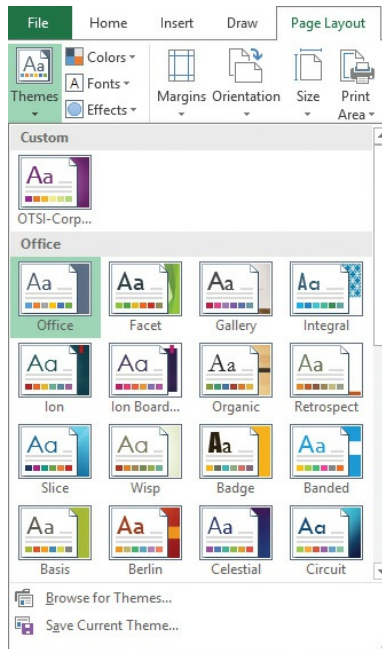 File Home Insert Draw Page Layout
Aa Colors
A Fonts
Themes Effects
Margins Orientation Size Print
Area
Custom
Aa
OTSI-Corp...
Office
Aa Aa Aa Aa
Office Facet Gallery Integral
Aa Aa Aa Aa
Ion Ion Board... Organic Retrospect
Aa Aa Aa Aa
Slice Wisp Badge Banded
Aa Aa Aa Aa
Basis Berlin Celestial Circuit
Browse for Themes...
Save Current Theme...